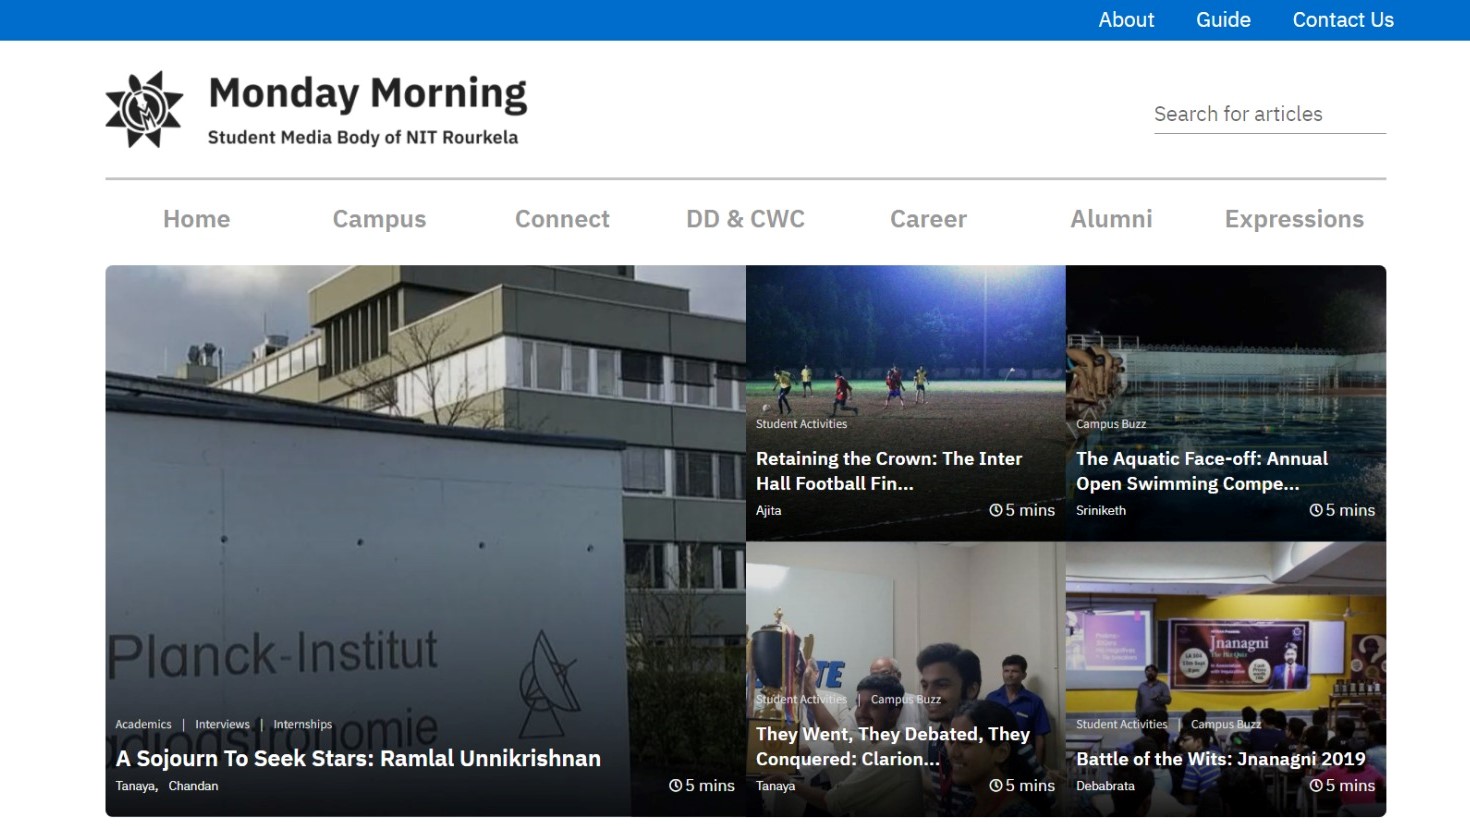 About Guide Contact Us
Monday Morning
Student Media Body of NIT Rourkela
Search for articles
Home Campus Connect DD & CWC Career Alumni Expressions
Planck-Institut
Academics | Interviews | Internships
A Sojourn To Seek Stars: Ramlal Unnikrishnan
Tanaya, Chandan
5 mins
Student Activities
Retaining the Crown: The Inter
Hall Football Fin...
Ajita
5 mins
Campus Buzz
The Aquatic Face-off: Annual
Open Swimming Compe...
Sriniketh
5 mins
Student Activities | Campus Buzz
They Went, They Debated, They
Conquered: Clarion...
Tanaya
5 mins
Jnanagni
Student Activities | Campus Buzz
Battle of the Wits: Jnanagni 2019
Debabrata
5 mins